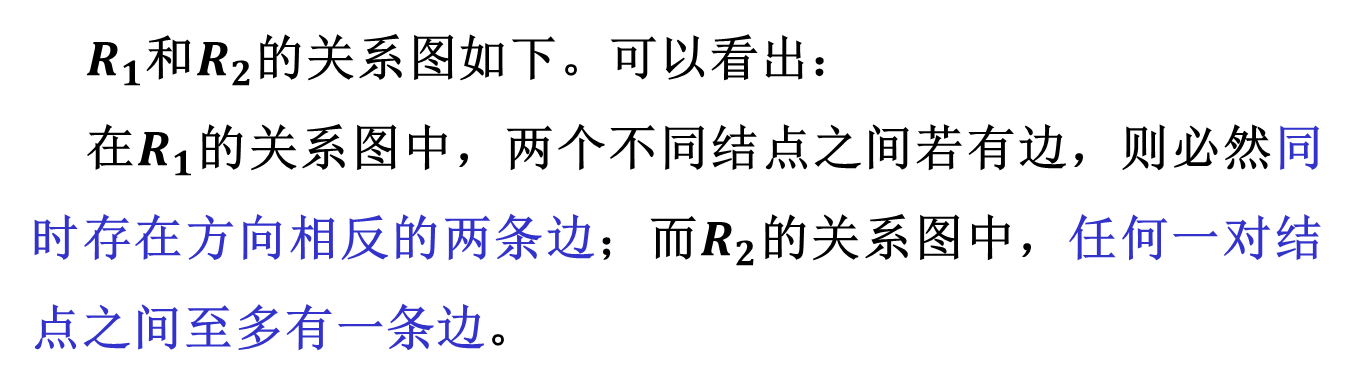 R₁和R₂的关系图如下。可以看出：
在R₁的关系图中，两个不同结点之间若有边，则必然同
时存在方向相反的两条边；而R₂的关系图中，任何一对结
点之间至多有一条边。